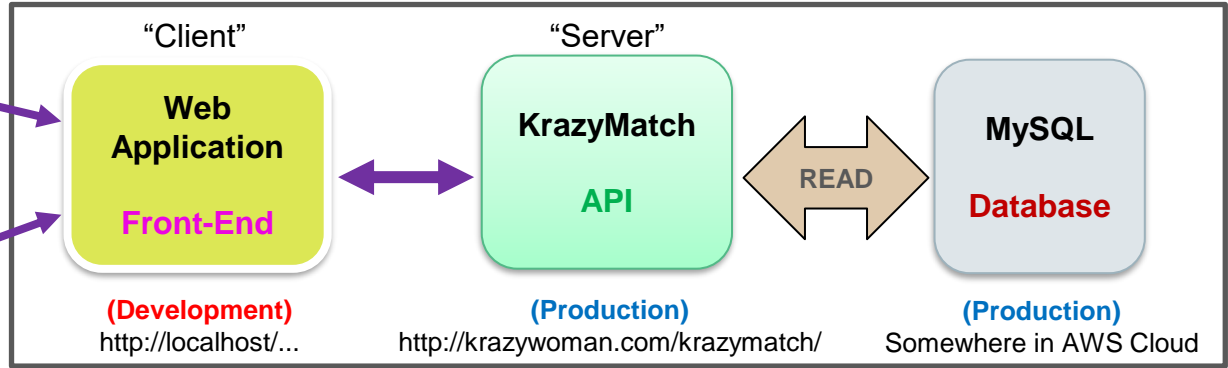 “Client”
“Server”
Web
Application
Front-End
KrazyMatch
API
READ
MySQL
Database
(Development)
http://localhost/...
(Production)
http://krazywoman.com/krazymatch/
(Production)
Somewhere in AWS Cloud